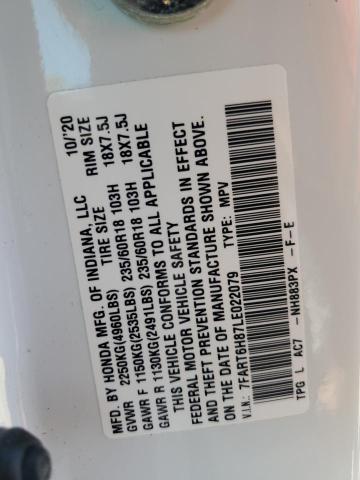 MFD. BY HONDA MFG. OF INDIANA, LLC 10/'20
TIRE SIZE RIM SIZE
GVWR 2250KG(4960LBS)
GAWR F 1150KG(2535LBS) 235/60R18 103H 18X7.5J
GAWR R 1130KG(2491LBS) 235/60R18 103H 18X7.5J
THIS VEHICLE CONFORMS TO ALL APPLICABLE
FEDERAL MOTOR VEHICLE SAFETY
AND THEFT PREVENTION STANDARDS IN EFFECT
ON THE DATE OF MANUFACTURE SHOWN ABOVE.
V.I.N.: 7FART6H87LE022079 TYPE: MPV
TPG L AC7 -NH883PX -F-E